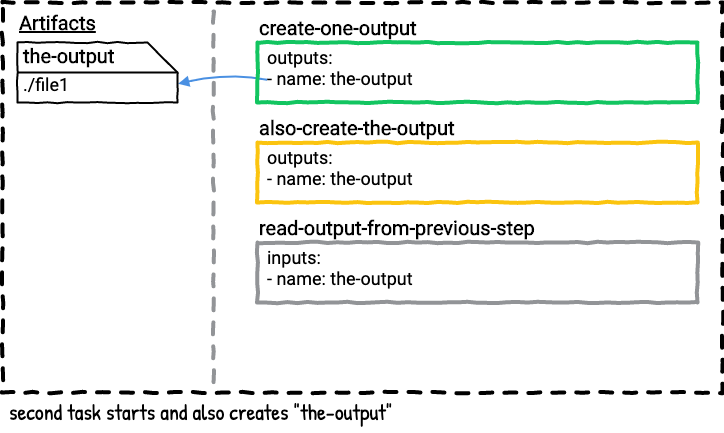 Artifacts
the-output
./file1
create-one-output
outputs:
- name: the-output
also-create-the-output
outputs:
- name: the-output
read-output-from-previous-step
inputs:
- name: the-output
second task starts and also creates "the-output"